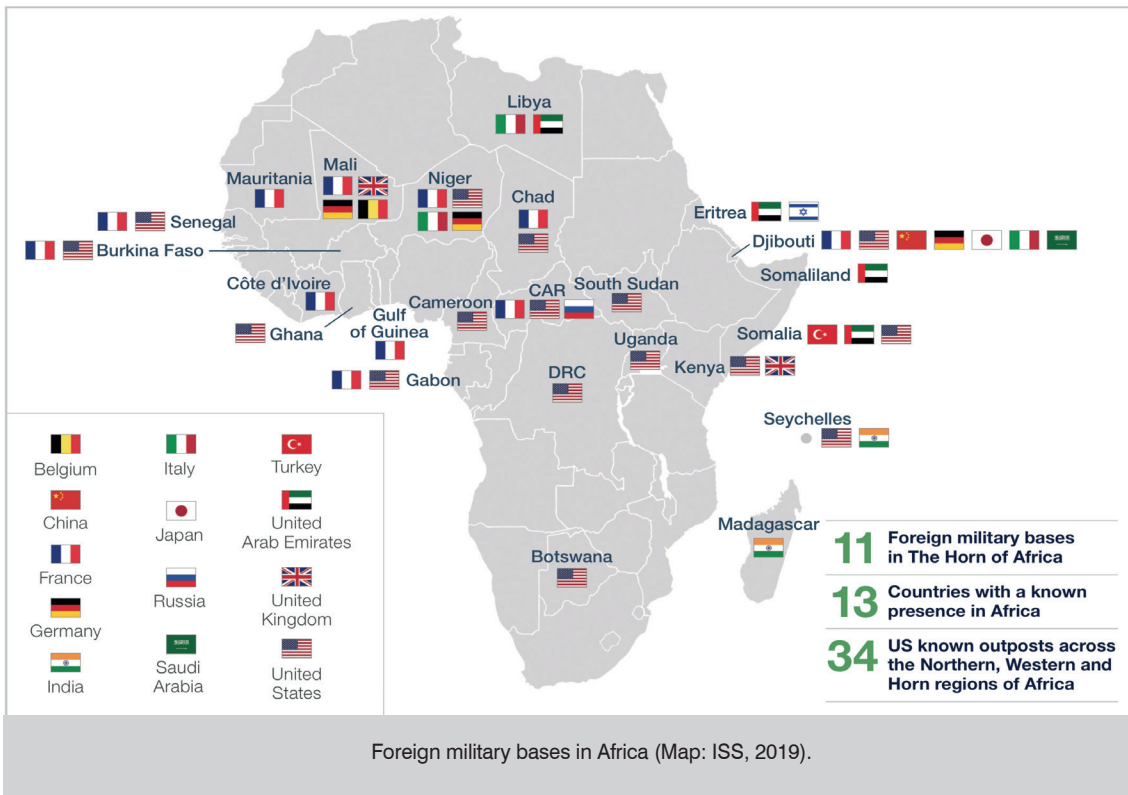 Libya
Mali
Mauritania
Niger
Chad
Senegal
Burkina Faso
Eritrea
Djibouti
Somaliland
Côte d'Ivoire
Ghana
Gulf
of Guinea
Cameroon
CAR
South Sudan
Uganda
Somalia
Kenya
Gabon
DRC
Seychelles
Madagascar
Botswana
Belgium
China
France
Germany
India
Italy
Japan
Russia
Saudi
Arabia
Turkey
United
Arab Emirates
United
Kingdom
United
States
11 Foreign military bases
in The Horn of Africa
13 Countries with a known
presence in Africa
34 US known outposts across
the Northern, Western and
Horn regions of Africa
Foreign military bases in Africa (Map: ISS, 2019).